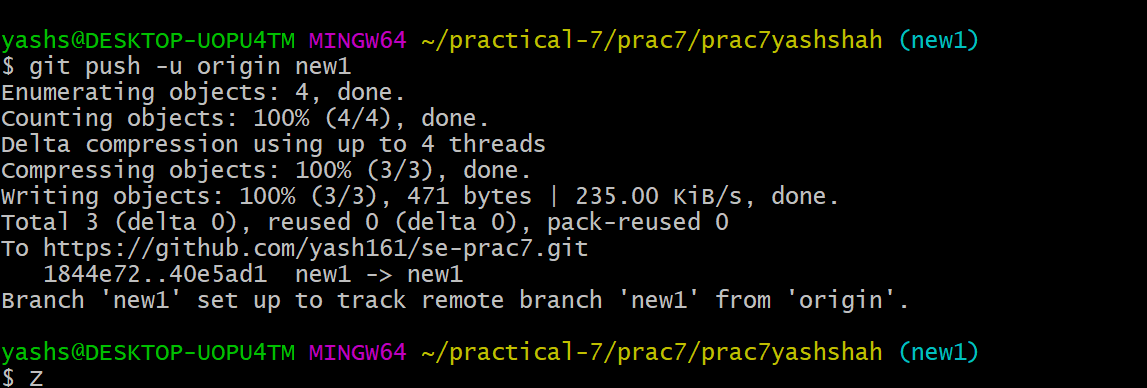 yashs@DESKTOP-UOPU4TM MINGW64 ~/practical-7/prac7/prac7yashshah (new1)
$ git push -u origin new1
Enumerating objects: 4, done.
Counting objects: 100% (4/4), done.
Delta compression using up to 4 threads
Compressing objects: 100% (3/3), done.
Writing objects: 100% (3/3), 471 bytes | 235.00 KiB/s, done.
Total 3 (delta 0), reused 0 (delta 0), pack-reused 0
To https://github.com/yash161/se-prac7.git
   1844e72..40e5ad1  new1 -> new1
Branch 'new1' set up to track remote branch 'new1' from 'origin'.
yashs@DESKTOP-UOPU4TM MINGW64 ~/practical-7/prac7/prac7yashshah (new1)
$ Z